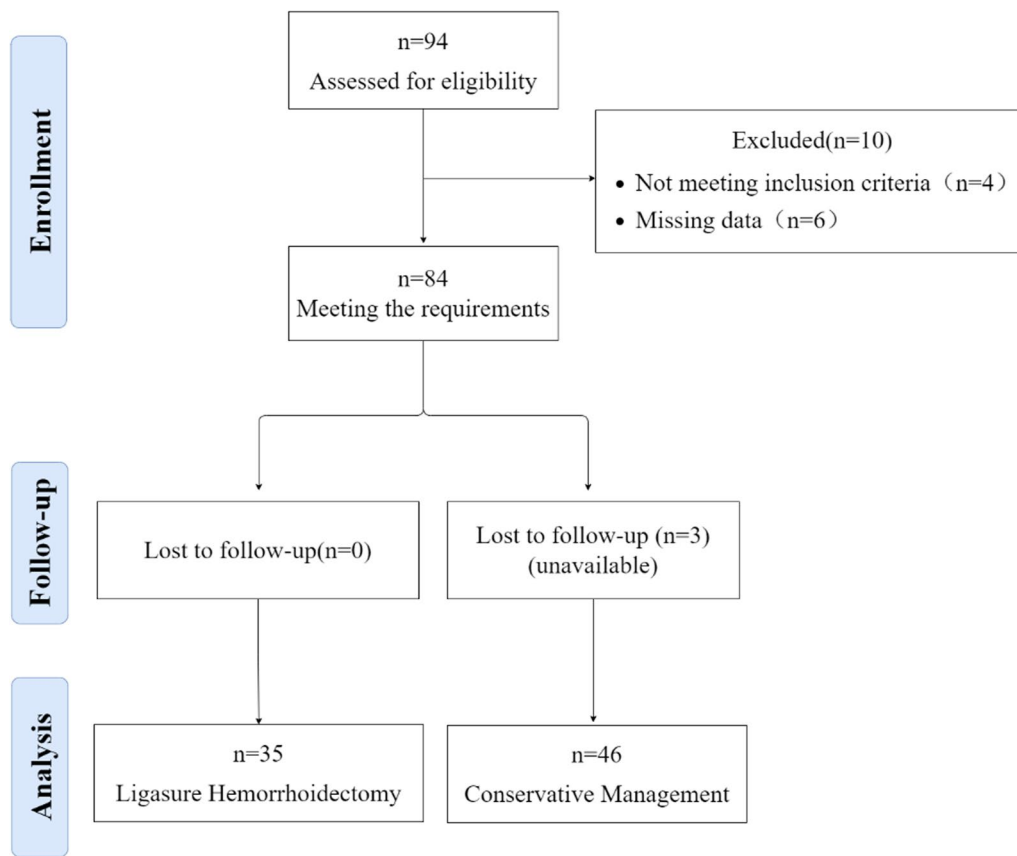 Enrollment
n=94
Assessed for eligibility
Excluded(n=10)
• Not meeting inclusion criteria（n=4）
• Missing data（n=6）
n=84
Meeting the requirements
Follow-up
Lost to follow-up(n=0)
Lost to follow-up (n=3)
(unavailable)
Analysis
n=35
Ligasure Hemorrhoidectomy
n=46
Conservative Management